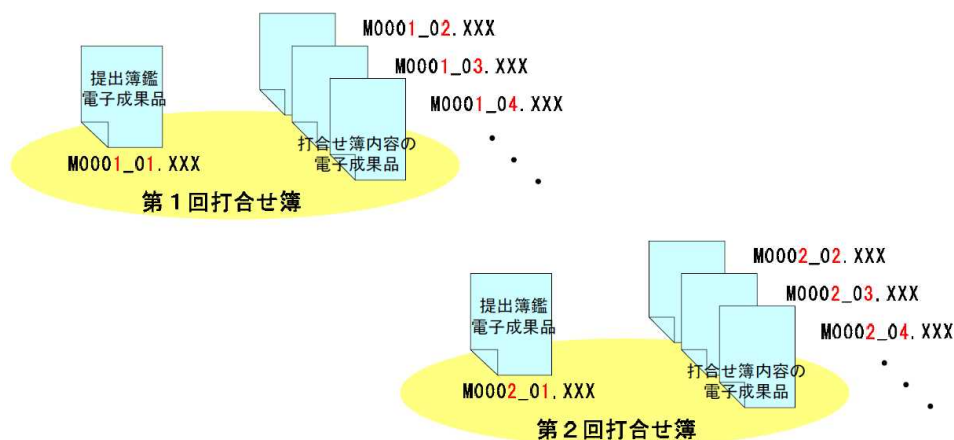 M0001_02.XXX
M0001_03.XXX
M0001_04.XXX
提出簿鑑
電子成果品
打合せ簿内容の
電子成果品
M0001_01.XXX
第1回打合せ簿
M0002_02.XXX
M0002_03.XXX
M0002_04.XXX
提出簿鑑
電子成果品
打合せ簿内容の
電子成果品
M0002_01.XXX
第2回打合せ簿